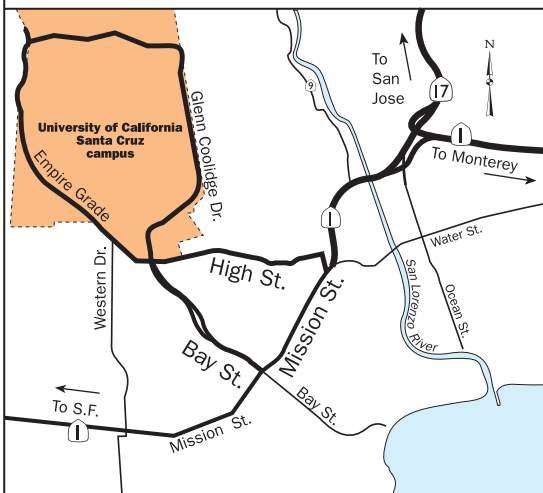 N
To
San
Jose
9
17
1
To Monterey
University of California
Santa Cruz
campus
Glenn Coolidge Dr.
Empire Grade
1
Water St.
High St.
Western Dr.
Mission St.
San Lorenzo River
Ocean St.
Bay St.
To S.F.
1
Mission St.
Bay St.